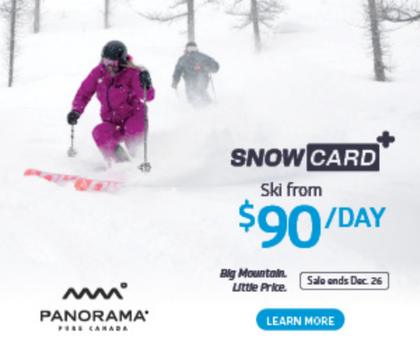 SNOWCARD+
Ski from
$90/DAY
Big Mountain.
Little Price.
Sale ends Dec. 26
PANORAMA
PURE CANADA
LEARN MORE